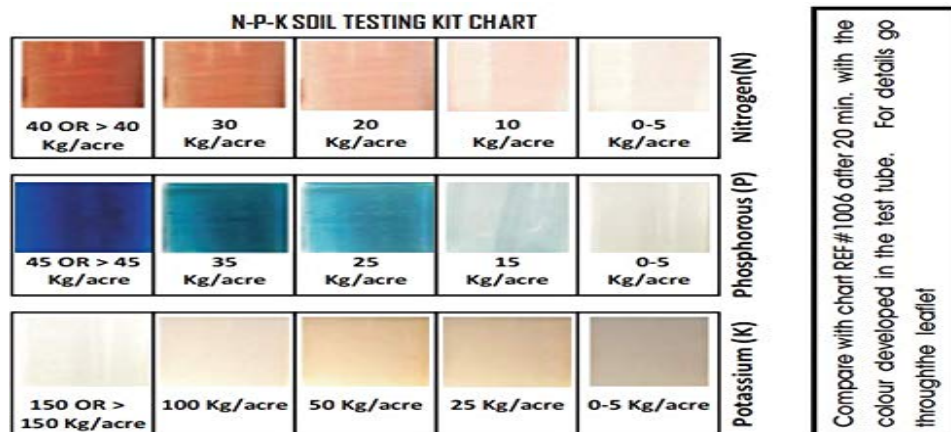 N-P-K SOIL TESTING KIT CHART
40 OR > 40
Kg/acre
30
Kg/acre
20
Kg/acre
10
Kg/acre
0-5
Kg/acre
Nitrogen(N)
45 OR > 45
Kg/acre
35
Kg/acre
25
Kg/acre
15
Kg/acre
0-5
Kg/acre
Phosphorous (P)
150 OR >
150 Kg/acre
100 Kg/acre
50 Kg/acre
25 Kg/acre
0-5 Kg/acre
Potassium (K)
Compare with chart REF#1006 after 20 min. with the
colour developed in the test tube. For details go
throughthe leaflet